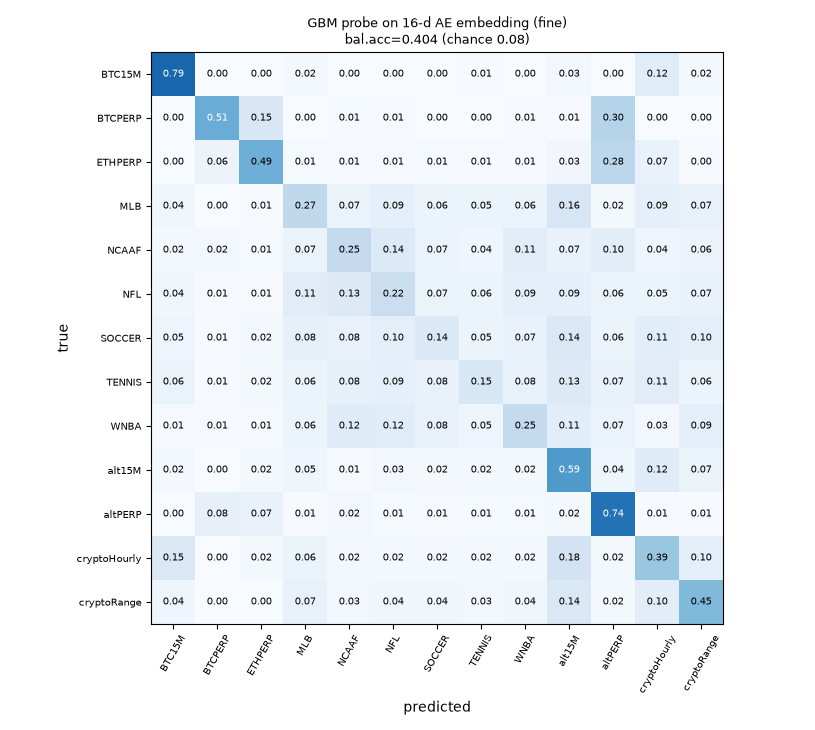 GBM probe on 16-d AE embedding (fine)
bal.acc=0.404 (chance 0.08)
BTC15M 0.79 0.00 0.00 0.02 0.00 0.00 0.00 0.01 0.00 0.03 0.00 0.12 0.02
BTCPERP 0.00 0.51 0.15 0.00 0.01 0.01 0.00 0.00 0.01 0.01 0.30 0.00 0.00
ETHPERP 0.00 0.06 0.49 0.01 0.01 0.01 0.01 0.01 0.01 0.03 0.28 0.07 0.00
MLB 0.04 0.00 0.01 0.27 0.07 0.09 0.06 0.05 0.06 0.16 0.02 0.09 0.07
NCAAF 0.02 0.02 0.01 0.07 0.25 0.14 0.07 0.04 0.11 0.07 0.10 0.04 0.06
NFL 0.04 0.01 0.01 0.11 0.13 0.22 0.07 0.06 0.09 0.09 0.06 0.05 0.07
SOCCER 0.05 0.01 0.02 0.08 0.08 0.10 0.14 0.05 0.07 0.14 0.06 0.11 0.10
TENNIS 0.06 0.01 0.02 0.06 0.08 0.09 0.08 0.15 0.08 0.13 0.07 0.11 0.06
WNBA 0.01 0.01 0.01 0.06 0.12 0.12 0.08 0.05 0.25 0.11 0.07 0.03 0.09
alt15M 0.02 0.00 0.02 0.05 0.01 0.03 0.02 0.02 0.02 0.59 0.04 0.12 0.07
altPERP 0.00 0.08 0.07 0.01 0.02 0.01 0.01 0.01 0.01 0.02 0.74 0.01 0.01
cryptoHourly 0.15 0.00 0.02 0.06 0.02 0.02 0.02 0.02 0.02 0.18 0.02 0.39 0.10
cryptoRange 0.04 0.00 0.00 0.07 0.03 0.04 0.04 0.03 0.04 0.14 0.02 0.10 0.45
true
BTC15M BTCPERP ETHPERP MLB NCAAF NFL SOCCER TENNIS WNBA alt15M altPERP cryptoHourly cryptoRange
predicted